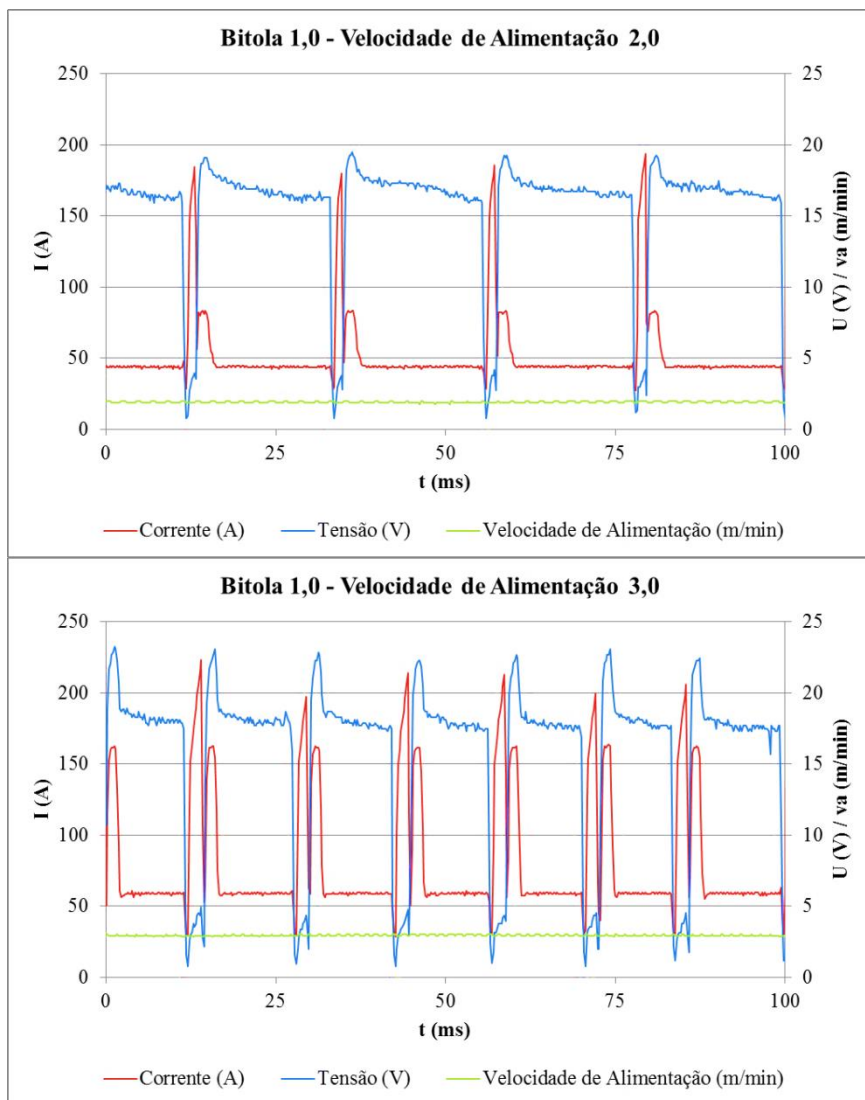 Bitola 1,0 - Velocidade de Alimentação 2,0
250
200
150
100
50
0
I (A)
25
20
15
10
5
0
U (V) / va (m/min)
0 25 50 75 100
t (ms)
Corrente (A) Tensão (V) Velocidade de Alimentação (m/min)
Bitola 1,0 - Velocidade de Alimentação 3,0
250
200
150
100
50
0
I (A)
25
20
15
10
5
0
U (V) / va (m/min)
0 25 50 75 100
t (ms)
Corrente (A) Tensão (V) Velocidade de Alimentação (m/min)